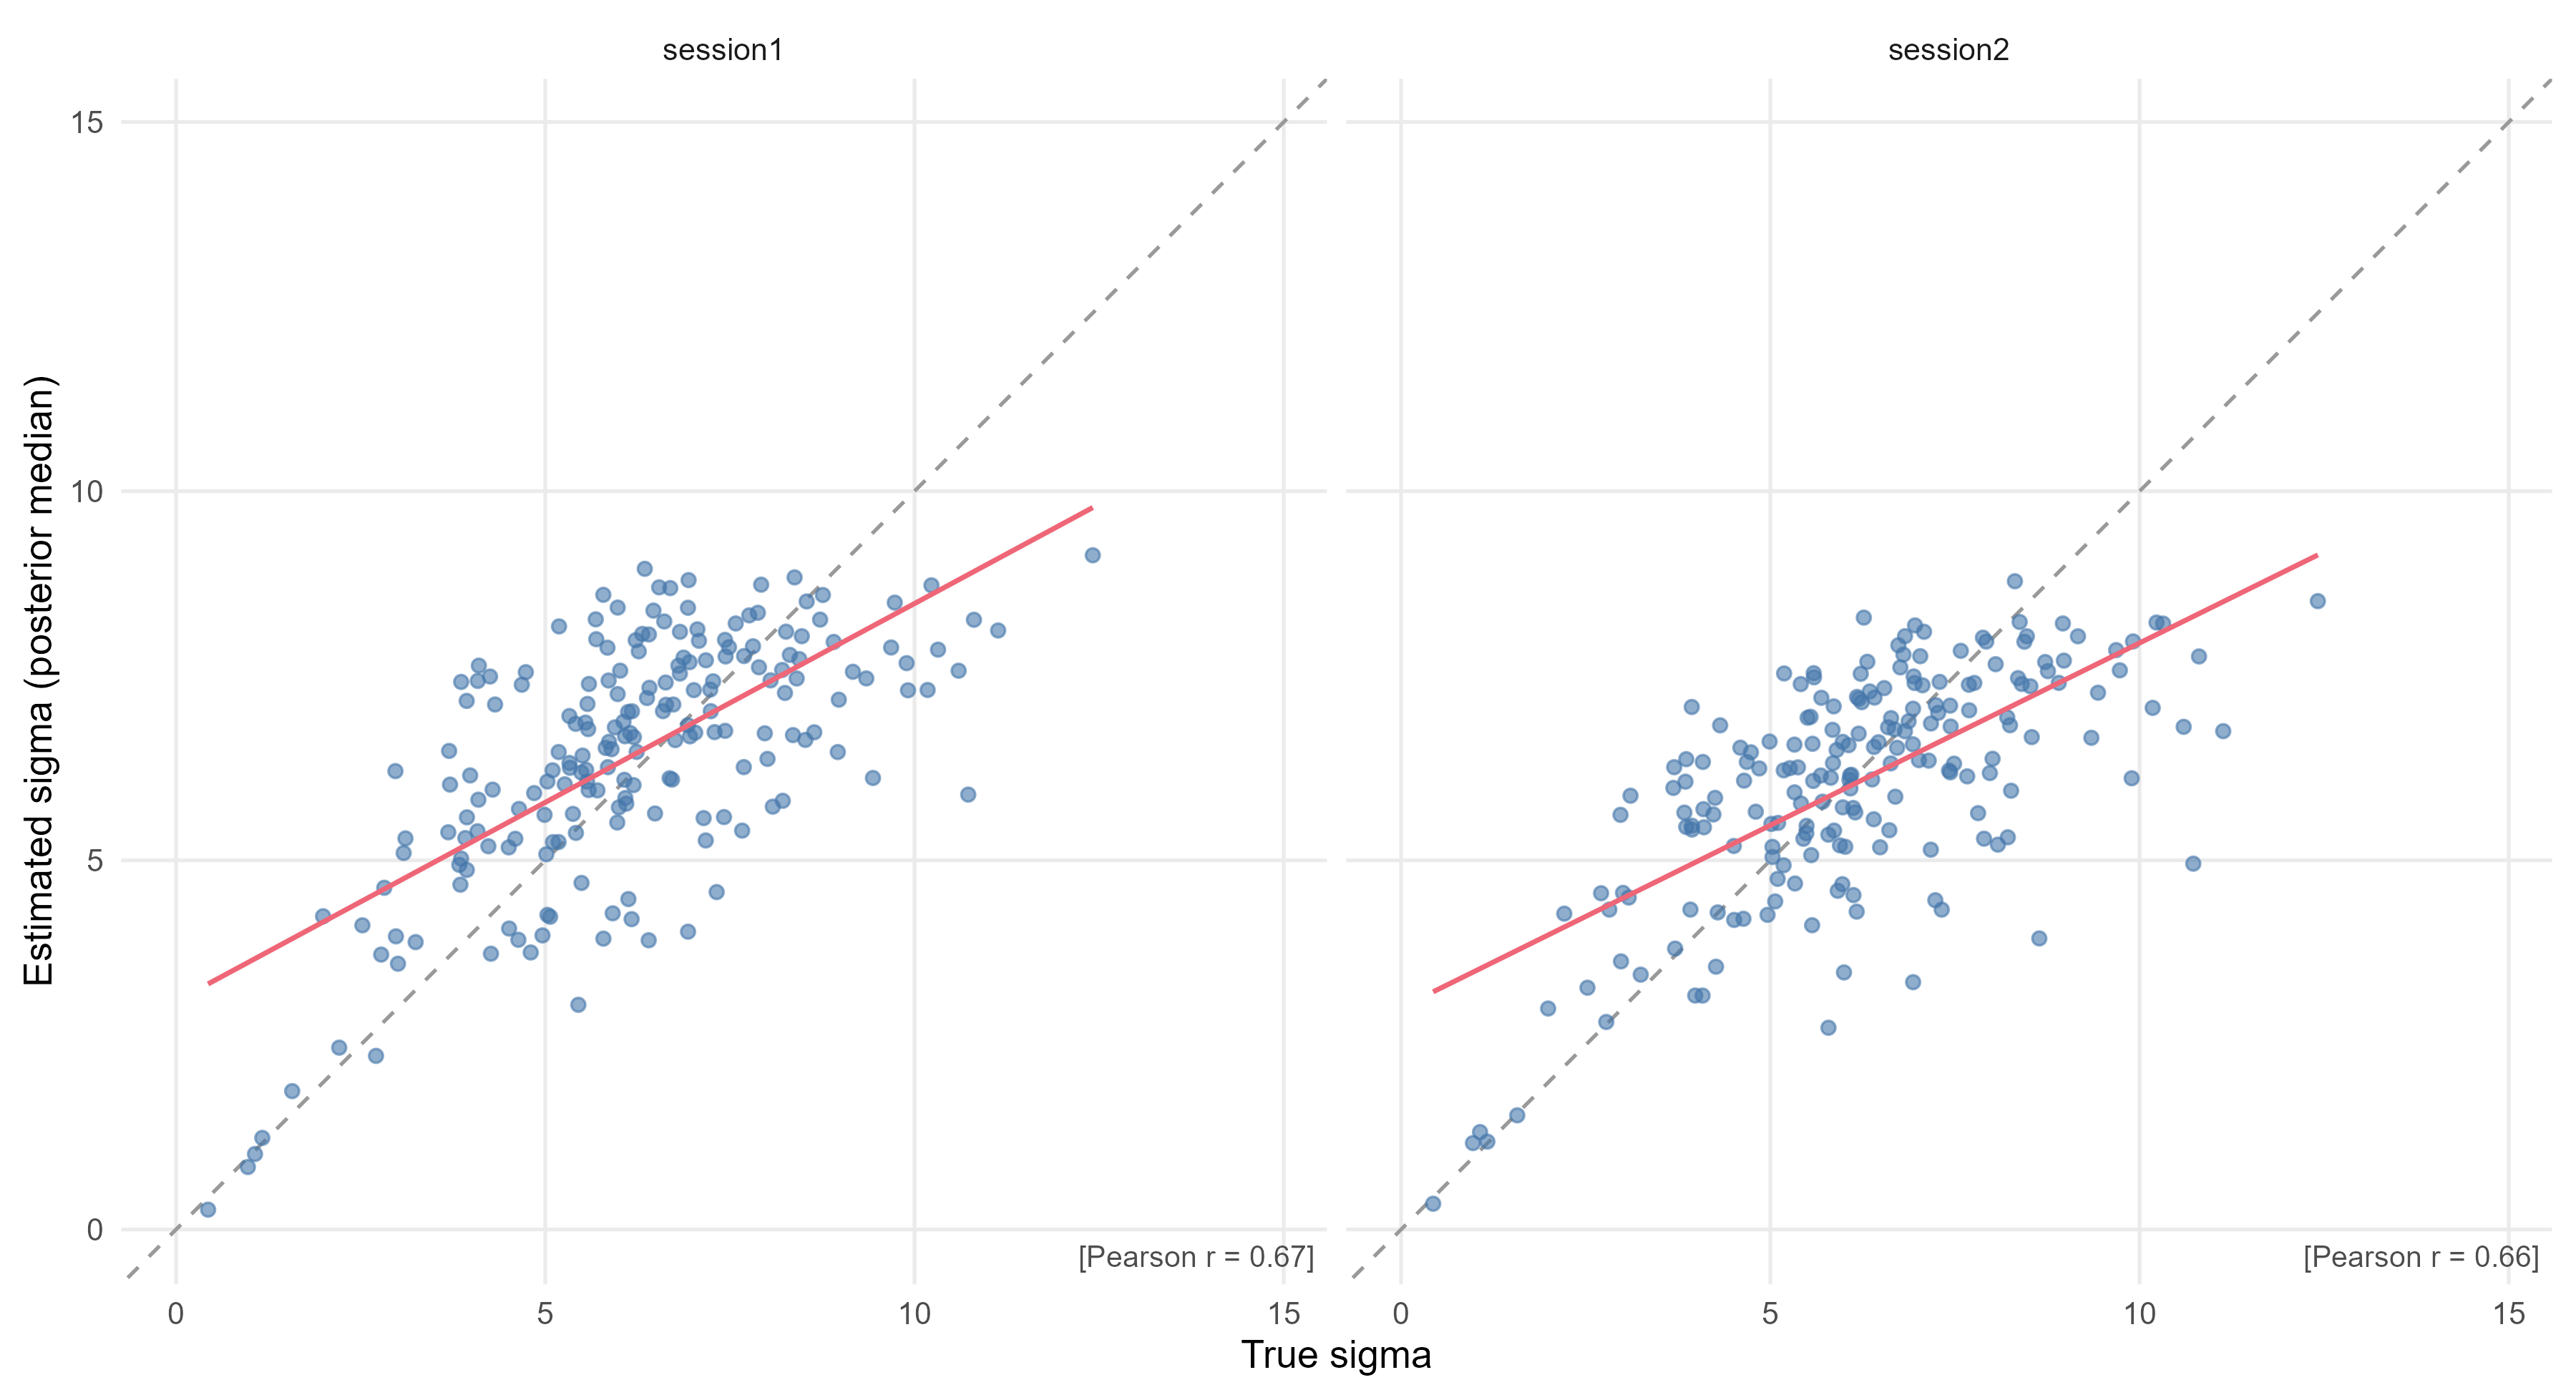 session1
session2
Estimated sigma (posterior median)
15
10
5
0
[Pearson r = 0.67]
[Pearson r = 0.66]
0 5 10 15
0 5 10 15
True sigma